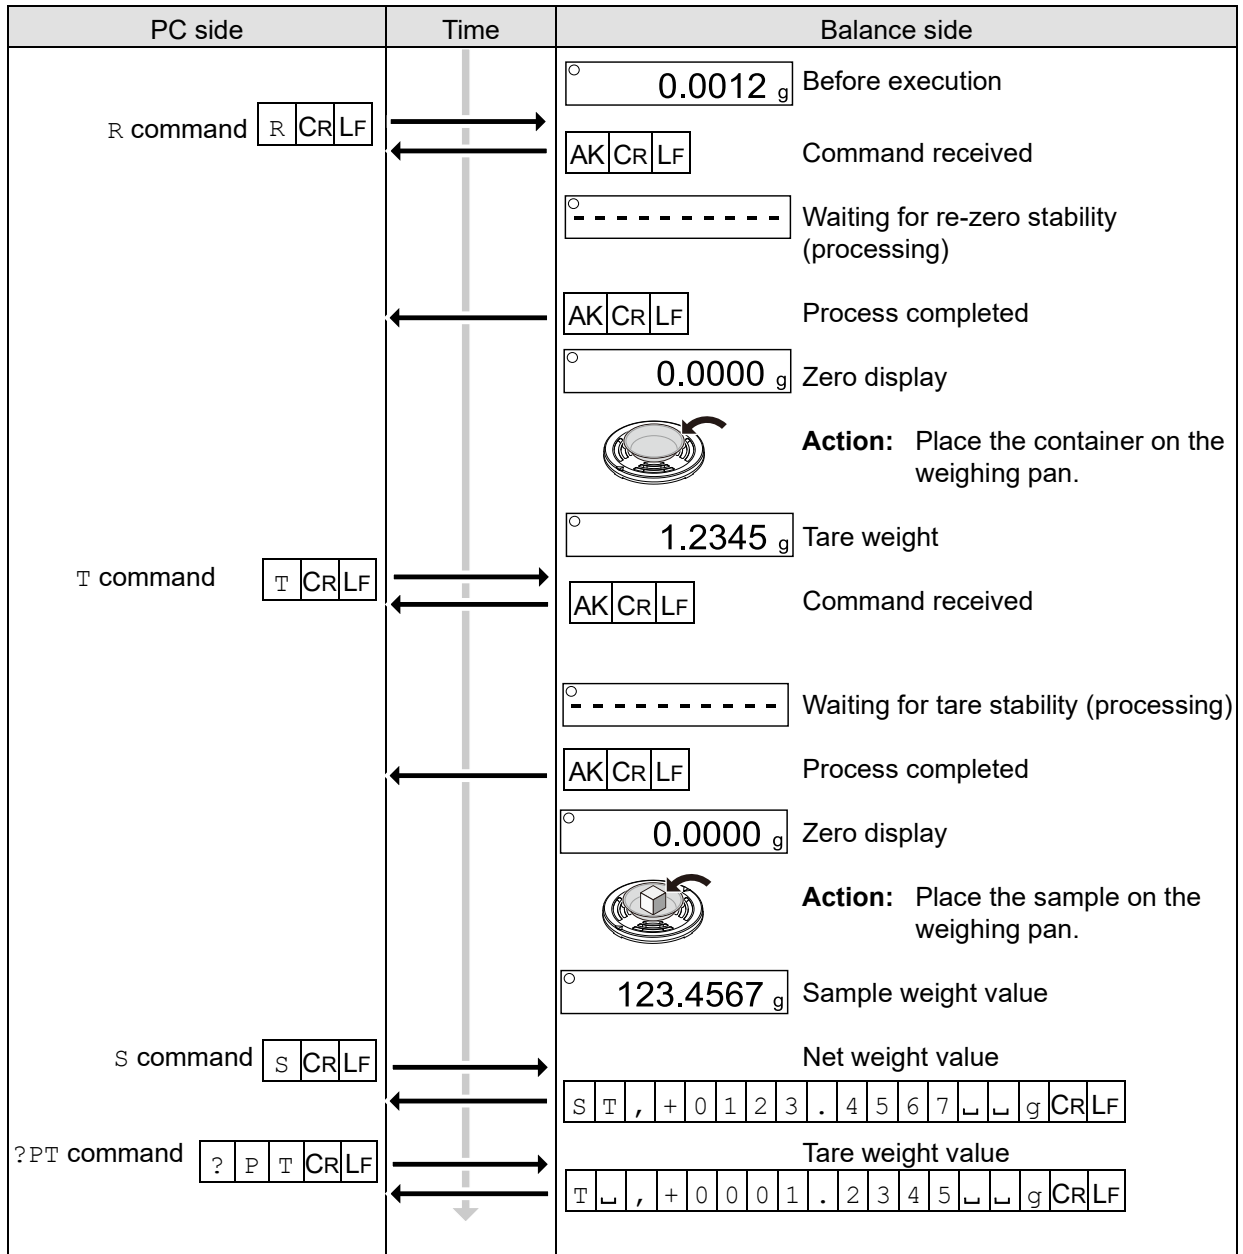 PC side Time Balance side
0.0012 g Before execution
R command R CR LF
AK CR LF Command received
- - - - - - - - - - Waiting for re-zero stability
(processing)
AK CR LF Process completed
0.0000 g Zero display
Action: Place the container on the
weighing pan.
1.2345 g Tare weight
T command T CR LF
AK CR LF Command received
- - - - - - - - - - Waiting for tare stability (processing)
AK CR LF Process completed
0.0000 g Zero display
Action: Place the sample on the
weighing pan.
123.4567 g Sample weight value
S command S CR LF Net weight value
S T , + 0 1 2 3 . 4 5 6 7 ␣ ␣ g CR LF
?PT command ? P T CR LF Tare weight value
T ␣ , + 0 0 0 1 . 2 3 4 5 ␣ ␣ g CR LF